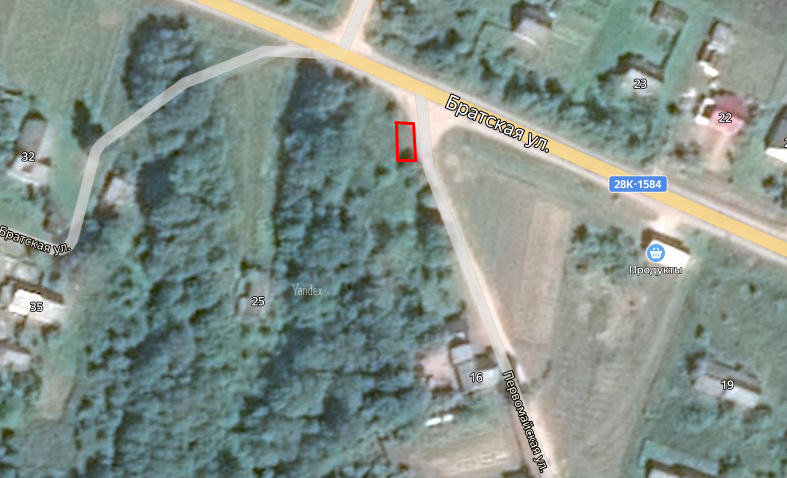 23
Братская ул.
22
32
28К-1584
Братская ул.
Продукты
Yandex
25
35
16
19
Первомайская ул.